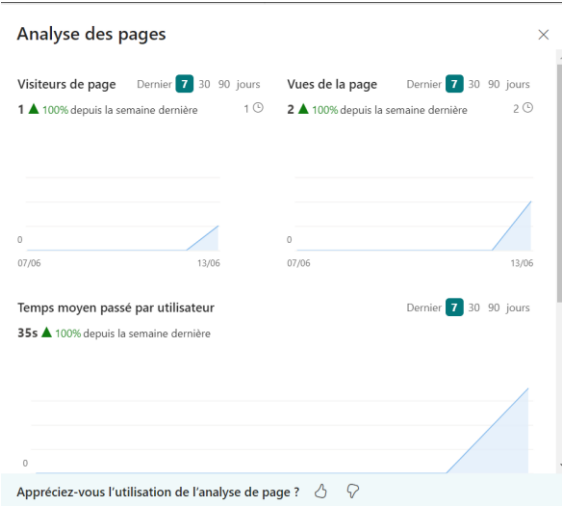 Analyse des pages
Visiteurs de page Dernier 7 30 90 jours
1 ▲ 100% depuis la semaine dernière 1
0
07/06 13/06
Vues de la page Dernier 7 30 90 jours
2 ▲ 100% depuis la semaine dernière 2
0
07/06 13/06
Temps moyen passé par utilisateur Dernier 7 30 90 jours
35s ▲ 100% depuis la semaine dernière
0
Appréciez-vous l'utilisation de l'analyse de page ?